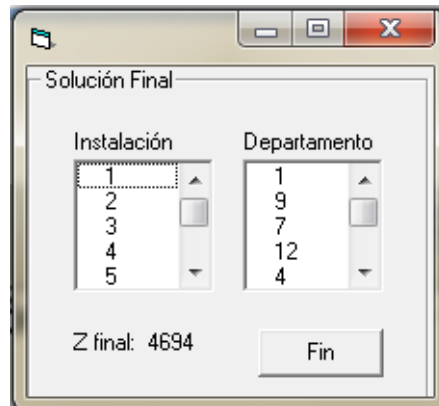 Solución Final
Instalación Departamento
1 1
2 9
3 7
4 12
5 4
Z final: 4694 Fin